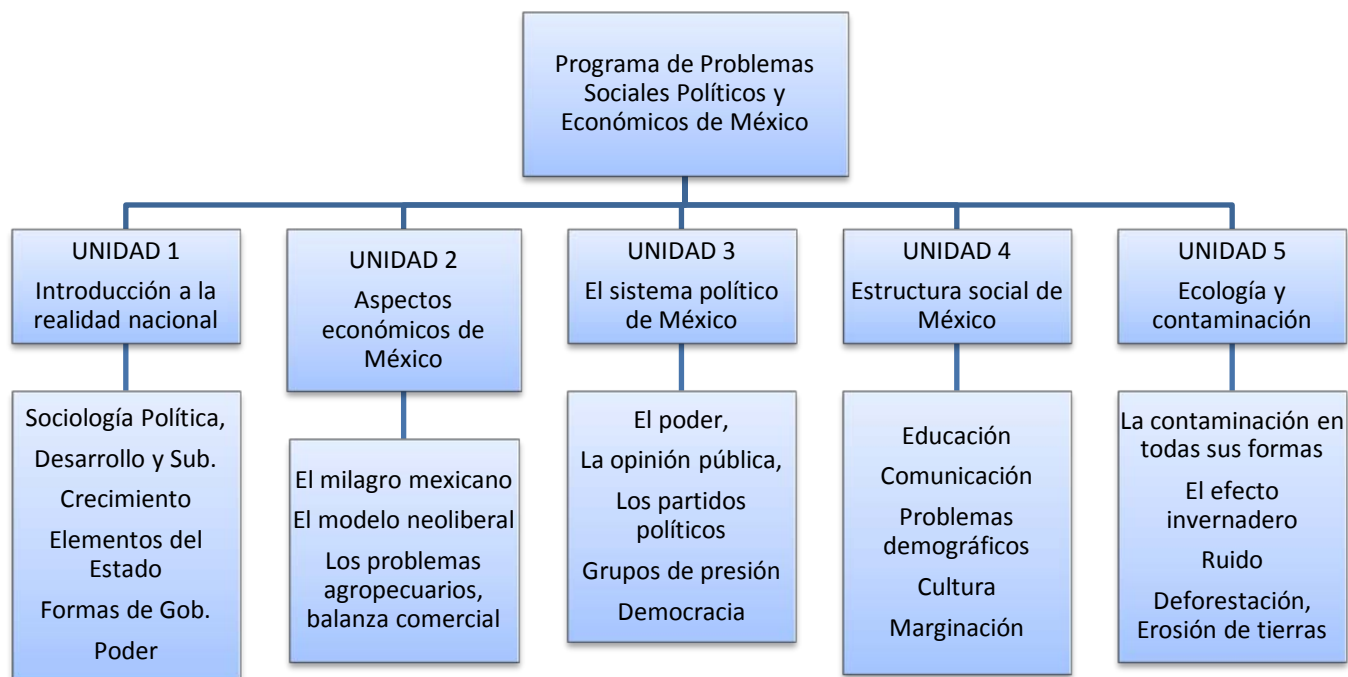 Programa de Problemas
Sociales Políticos y
Económicos de México
UNIDAD 1
Introducción a la
realidad nacional
Sociología Política,
Desarrollo y Sub.
Crecimiento
Elementos del
Estado
Formas de Gob.
Poder
UNIDAD 2
Aspectos
económicos de
México
El milagro mexicano
El modelo neoliberal
Los problemas
agropecuarios,
balanza comercial
UNIDAD 3
El sistema político
de México
El poder,
La opinión pública,
Los partidos
políticos
Grupos de presión
Democracia
UNIDAD 4
Estructura social de
México
Educación
Comunicación
Problemas
demográficos
Cultura
Marginación
UNIDAD 5
Ecología y
contaminación
La contaminación en
todas sus formas
El efecto
invernadero
Ruido
Deforestación,
Erosión de tierras